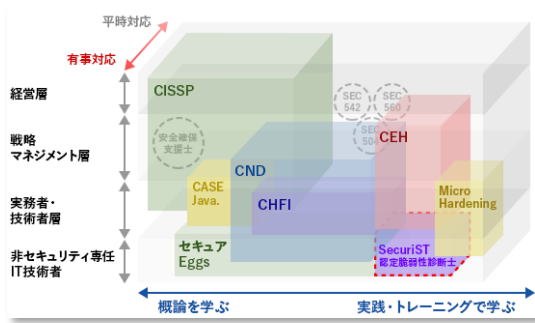 平時対応
有事対応
経営層
戦略
マネジメント層
実務者・
技術者層
非セキュリティ専任
IT技術者
CISSP
安全確保
支援士
SEC
542
SEC
560
SEC
504
CEH
CND
CASE
Java.
CHFI
Micro
Hardening
セキュア
Eggs
SecuriST
認定脆弱性診断士
概論を学ぶ
実践・トレーニングで学ぶ